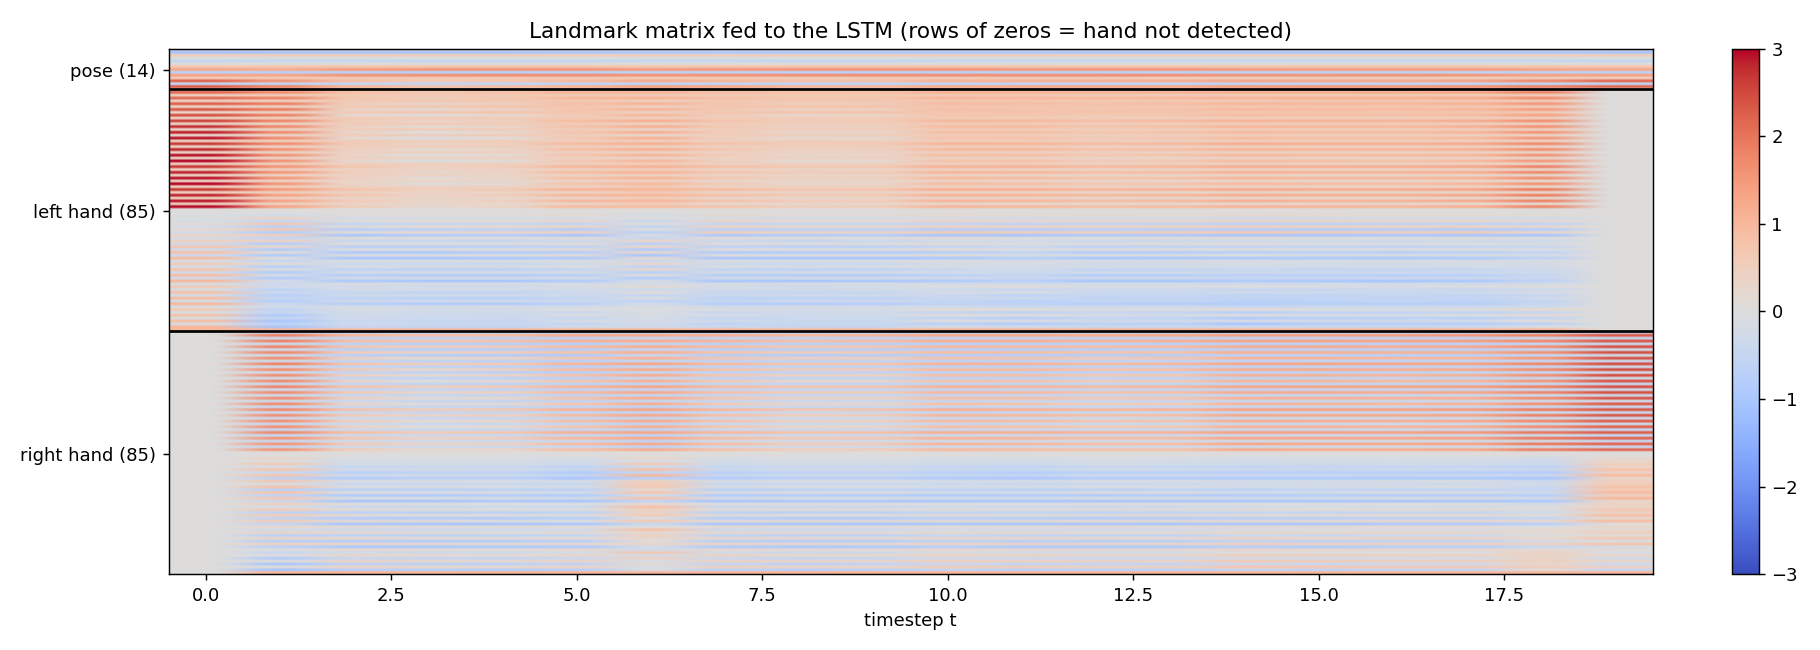 Landmark matrix fed to the LSTM (rows of zeros = hand not detected)
pose (14)
left hand (85)
right hand (85)
0.0 2.5 5.0 7.5 10.0 12.5 15.0 17.5
timestep t
3
2
1
0
−1
−2
−3